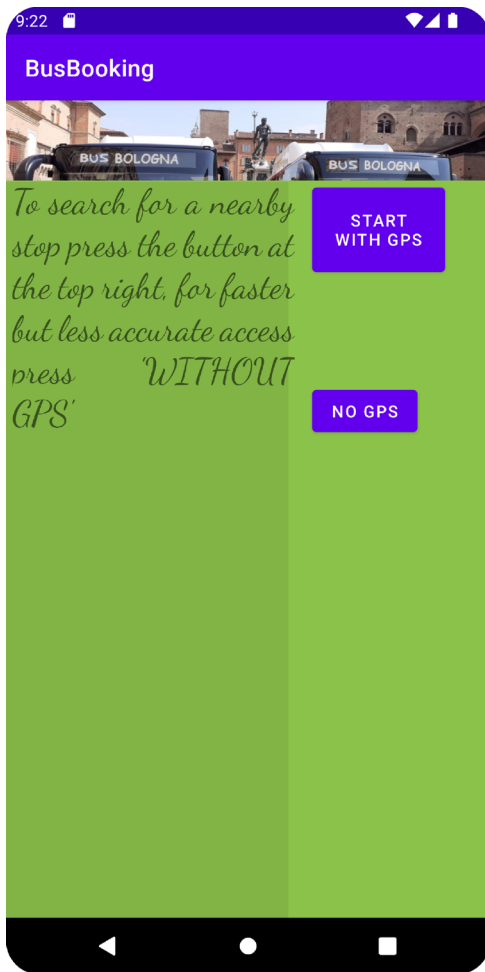 9:22
BusBooking
BUS BOLOGNA
BUS BOLOGNA
To search for a nearby
stop press the button at
the top right, for faster
but less accurate access
press 'WITHOUT
GPS'
START
WITH GPS
NO GPS